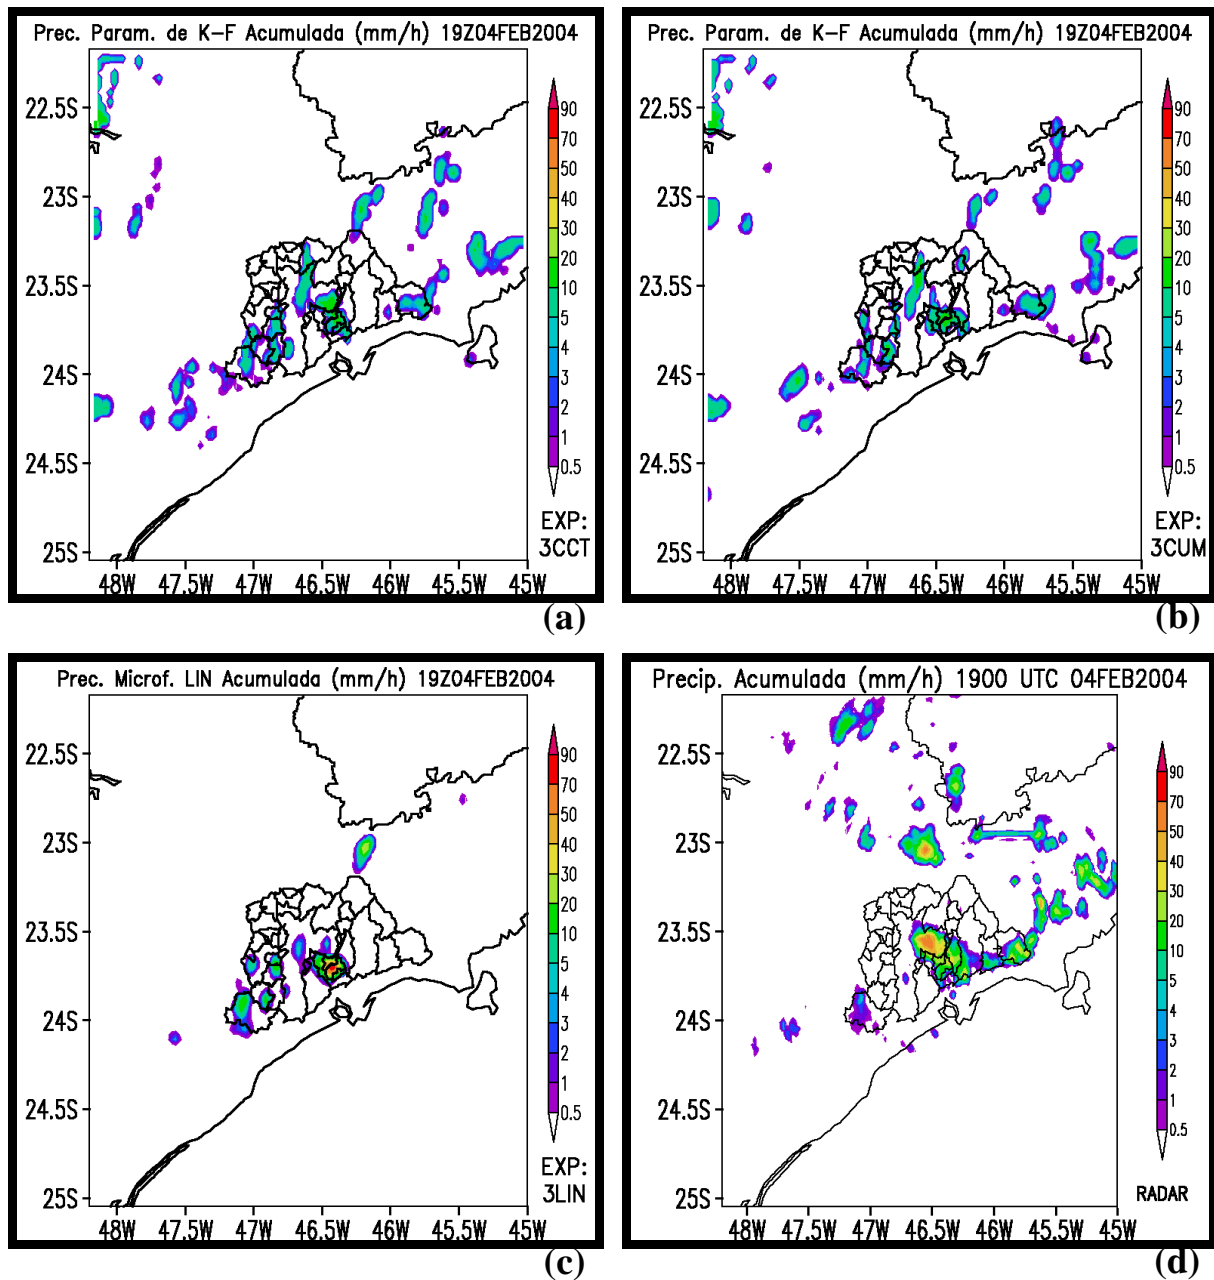 Prec. Param. de K-F Acumulada (mm/h) 19Z04FEB2004
22.5S
23S
23.5S
24S
24.5S
25S
48W 47.5W 47W 46.5W 46W 45.5W 45W
90
70
50
40
30
20
10
5
4
3
2
1
0.5
EXP:
3CCT
(a)
Prec. Param. de K-F Acumulada (mm/h) 19Z04FEB2004
22.5S
23S
23.5S
24S
24.5S
25S
48W 47.5W 47W 46.5W 46W 45.5W 45W
90
70
50
40
30
20
10
5
4
3
2
1
0.5
EXP:
3CUM
(b)
Prec. Microf. LIN Acumulada (mm/h) 19Z04FEB2004
22.5S
23S
23.5S
24S
24.5S
25S
48W 47.5W 47W 46.5W 46W 45.5W 45W
90
70
50
40
30
20
10
5
4
3
2
1
0.5
EXP:
3LIN
(c)
Precip. Acumulada (mm/h) 1900 UTC 04FEB2004
22.5S
23S
23.5S
24S
24.5S
25S
48W 47.5W 47W 46.5W 46W 45.5W 45W
90
70
50
40
30
20
10
5
4
3
2
1
0.5
RADAR
(d)